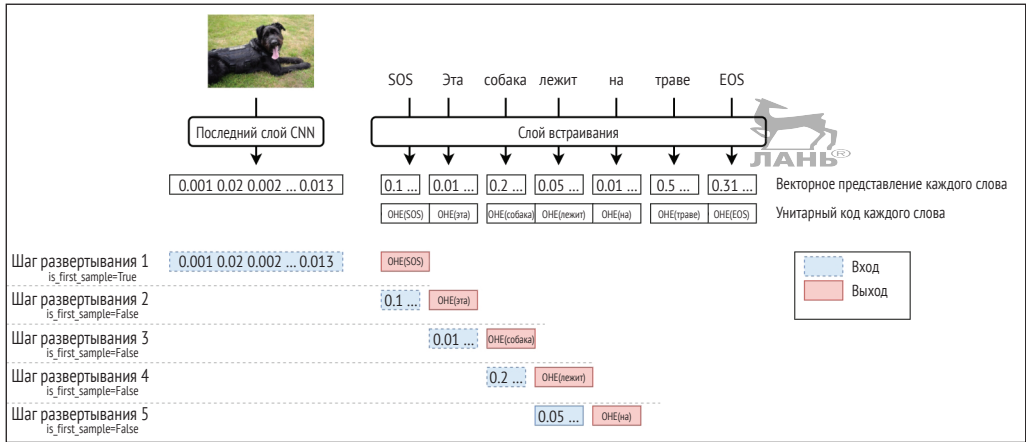 SOS Эта собака лежит на траве EOS
Последний слой CNN Слой встраивания
ЛАНЬ®
0.001 0.02 0.002 ... 0.013 0.1 ... 0.01 ... 0.2 ... 0.05 ... 0.01 ... 0.5 ... 0.31 ... Векторное представление каждого слова
OHE(SOS) OHE(эта) OHE(собака) OHE(лежит) OHE(на) OHE(траве) OHE(EOS) Унитарный код каждого слова
Шаг развертывания 1 0.001 0.02 0.002 ... 0.013 OHE(SOS) Вход
is_first_sample=True
Выход
Шаг развертывания 2 0.1 ... OHE(эта)
is_first_sample=False
Шаг развертывания 3 0.01 ... OHE(собака)
is_first_sample=False
Шаг развертывания 4 0.2 ... OHE(лежит)
is_first_sample=False
Шаг развертывания 5 0.05 ... OHE(на)
is_first_sample=False